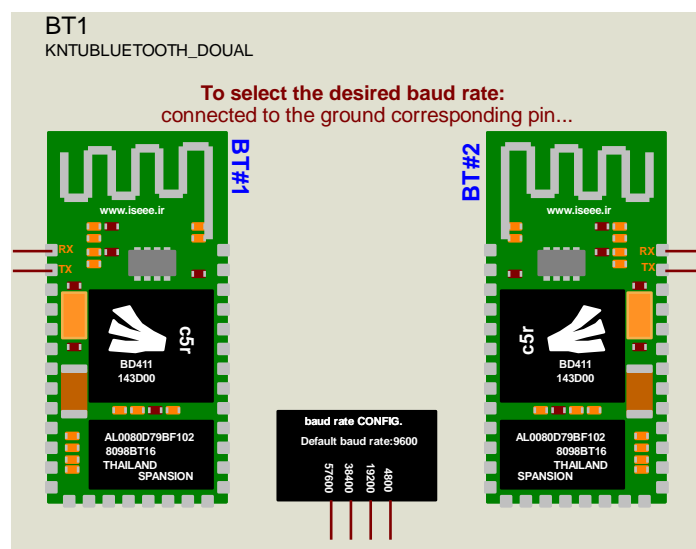 BT1
KNTUBLUETOOTH_DOUAL
To select the desired baud rate:
connected to the ground corresponding pin...
BT#1
www.iseee.ir
RX
TX
c5r
BD411
143D00
AL0080D79BF102
8098BT16
THAILAND
SPANSION
baud rate CONFIG.
Default baud rate:9600
57600
38400
19200
4800
BT#2
www.iseee.ir
RX
TX
c5r
BD411
143D00
AL0080D79BF102
8098BT16
THAILAND
SPANSION